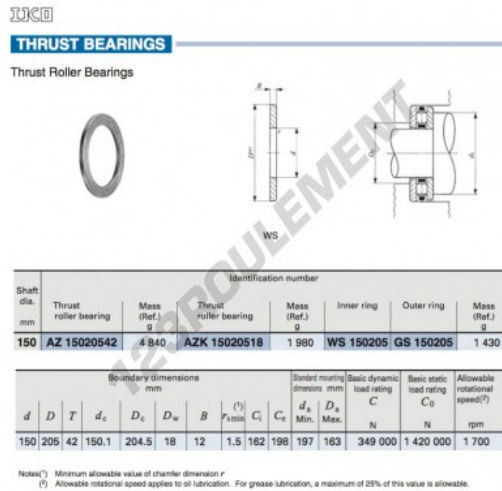 IKO
THRUST BEARINGS
Thrust Roller Bearings
B
D
d
Da
da
WS
123ROULEMENT
Shaft dia. mm
Identification number
Thrust roller bearing
Mass (Ref.) g
Thrust roller bearing
Mass (Ref.) g
Inner ring
Outer ring
Mass (Ref.) g
150 AZ 15020542 4 840 AZK 15020518 1 980 WS 150205 GS 150205 1 430
Boundary dimensions mm
Standard mounting dimensions mm
Basic dynamic load rating C N
Basic static load rating C0 N
Allowable rotational speed(2) rpm
d D T dc Dc Dw B rs min(1) Ci Ce da Min. Da Max.
150 205 42 150.1 204.5 18 12 1.5 162 198 197 163 349 000 1 420 000 1 700
Notes(1) Minimum allowable value of chamfer dimension r
(2) Allowable rotational speed applies to oil lubrication. For grease lubrication, a maximum of 25% of this value is allowable.